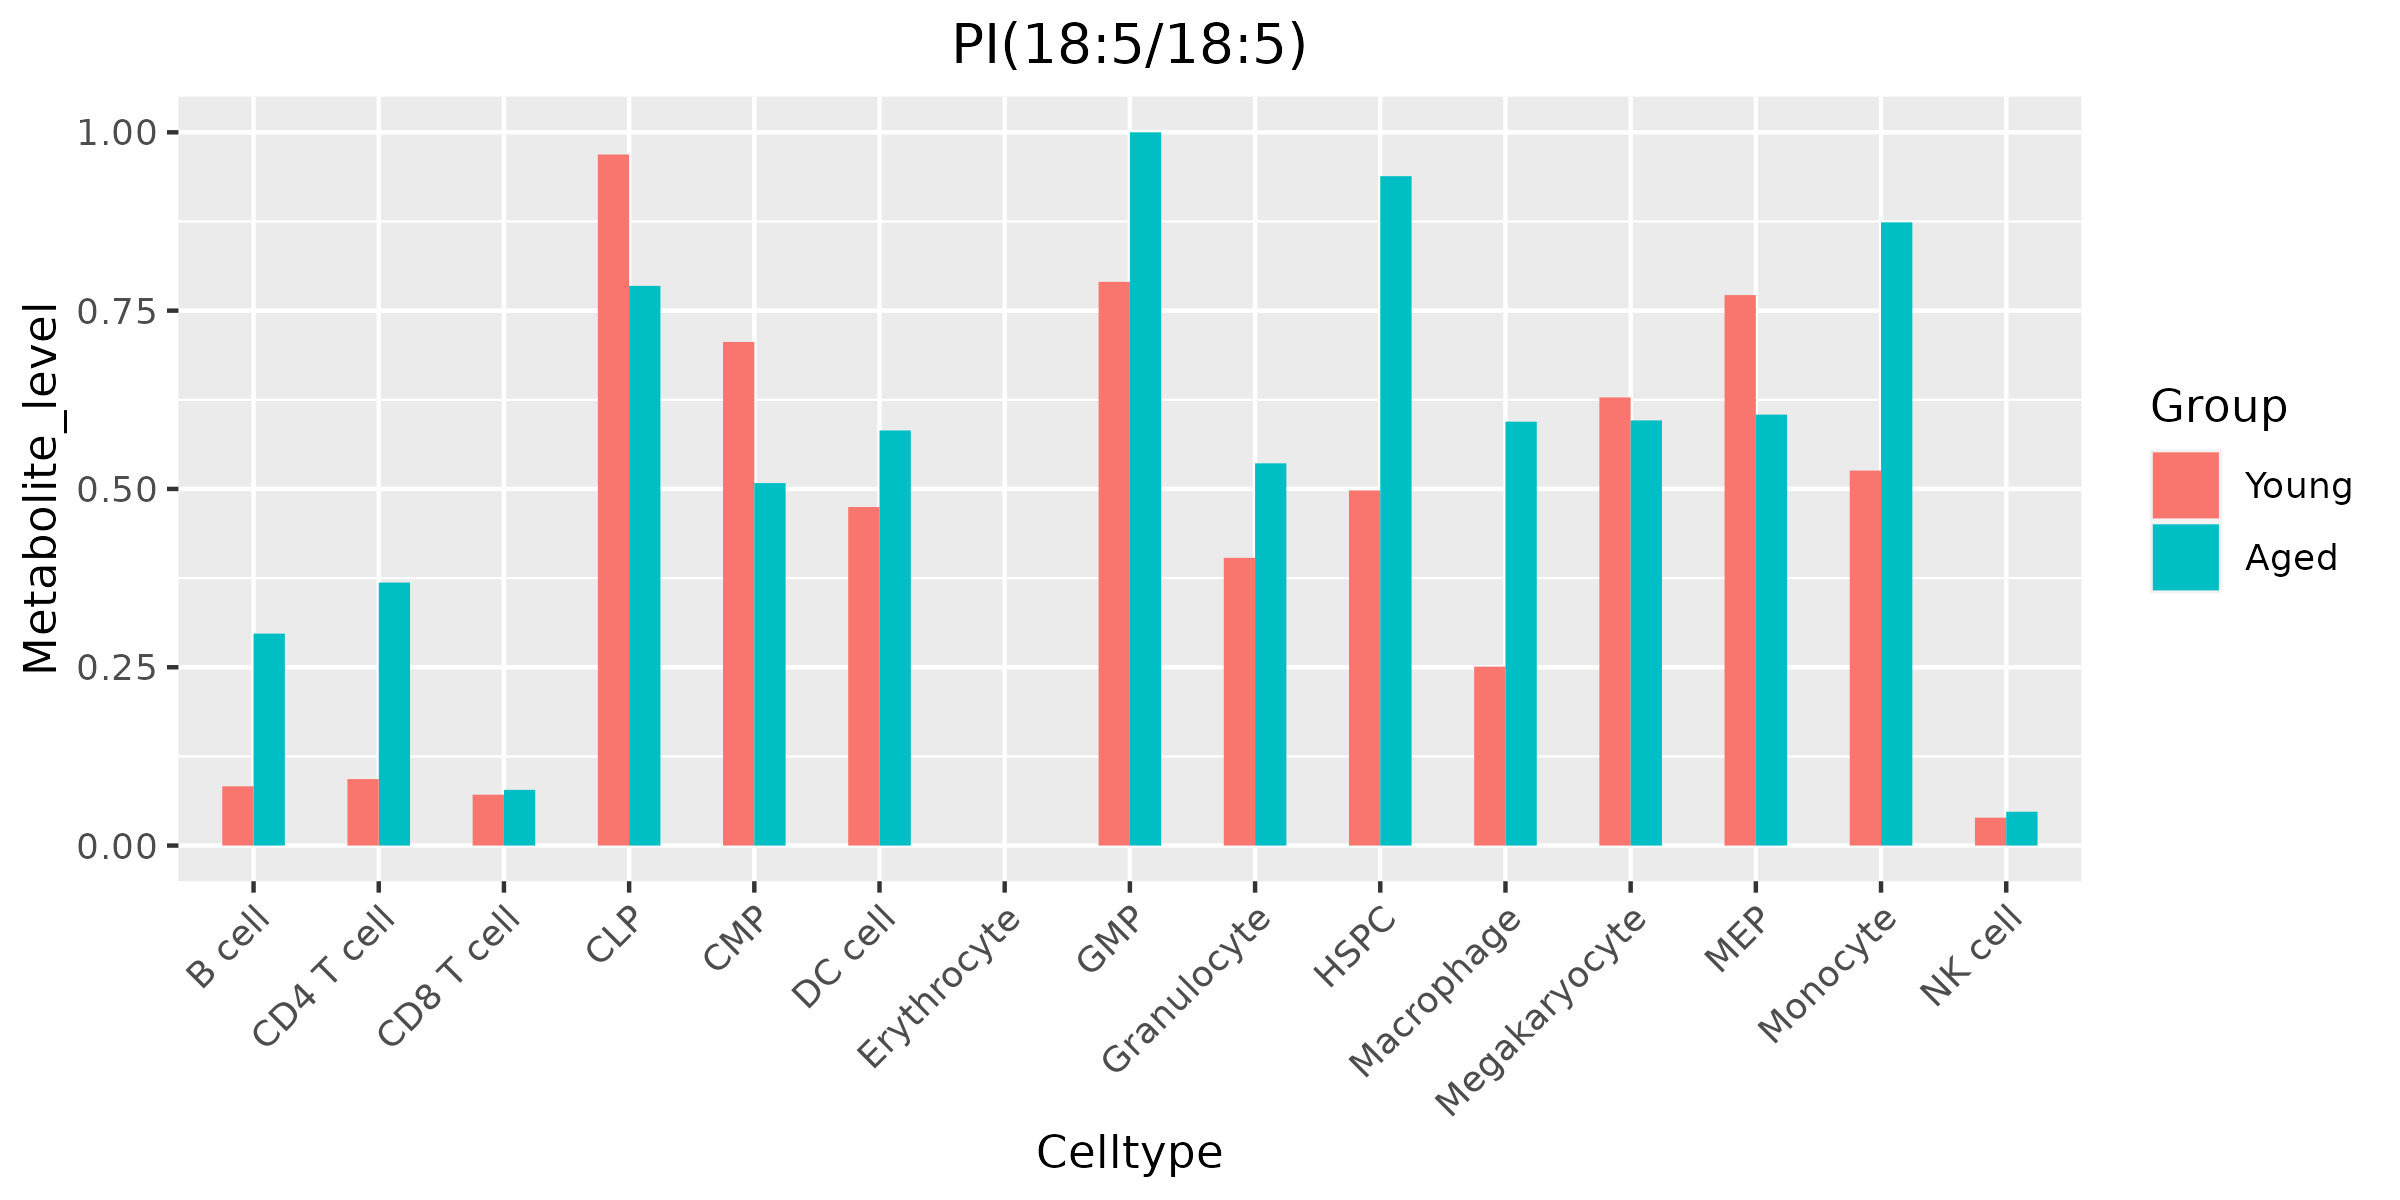 PI(18:5/18:5)
Metabolite_level
1.00
0.75
0.50
0.25
0.00
B cell
CD4 T cell
CD8 T cell
CLP
CMP
DC cell
Erythrocyte
GMP
Granulocyte
HSPC
Macrophage
Megakaryocyte
MEP
Monocyte
NK cell
Celltype
Group
Young
Aged